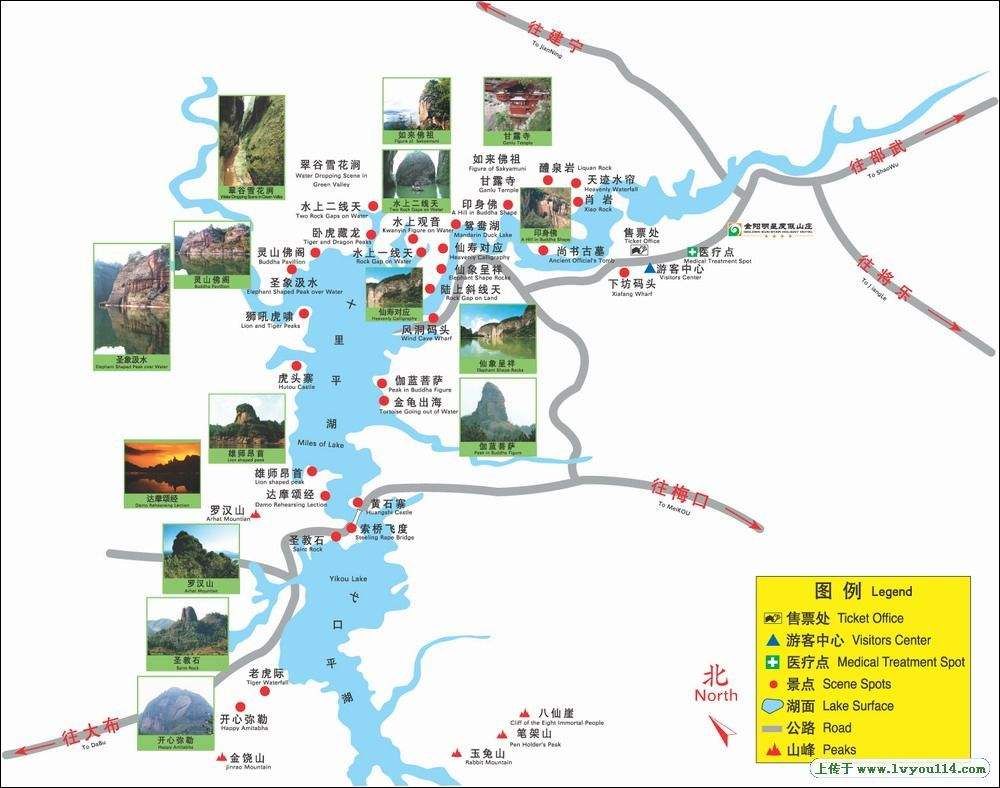 往建宁
To JianNing
往邵武
To ShaoWu
往将乐
To JiangLe
往梅口
To MeiKOU
往大布
To DaBu
翠谷雪花涧
Water Dropping Scene in Green Valley
如来佛祖
Figure of Sakyamuni
甘露寺
Ganlu Temple
翠谷雪花涧
Water Dropping Scene in
Green Valley
水上二线天
Two Rock Gaps on Water
如来佛祖
Figure of Sakyamuni
甘露寺
Ganlu Temple
醴泉岩
Liquan Rock
天迹水帘
Heavenly Waterfall
肖岩
Xiao Rock
水上二线天
Two Rock Gaps on Water
印身佛
A Hill in Buddha Shape
印身佛
A Hill in Buddha Shape
水上观音
Kwanyin Figure on Water
鸳鸯湖
Mandarin Duck Lake
卧虎藏龙
Tiger and Dragon Peaks
售票处
Ticket Office
金阳明星度假山庄
灵山佛阁
Buddha Pavilion
灵山佛阁
Buddha Pavilion
水上一线天
Rock Gap on Water
仙寿对应
Heavenly Calligraphy
尚书古墓
Ancient Official's Tomb
医疗点
Medical Treatment Spot
游客中心
Visitors Center
下坊码头
Xiafang Wharf
圣象汲水
Elephant Shaped Peak over Water
仙象呈祥
Elephant Shape Rocks
陆上斜线天
Rock Gap on Land
仙寿对应
Heavenly Calligraphy
狮吼虎啸
Lion and Tiger Peaks
风洞码头
Wind Cave Wharf
圣象汲水
Elephant Shaped Peak over Water
仙象呈祥
Elephant Shape Rocks
虎头寨
Hutou Castle
伽蓝菩萨
Peak in Buddha Figure
金龟出海
Tortoise Going out of Water
十里平湖
Miles of Lake
伽蓝菩萨
Peak in Buddha Figure
雄师昂首
Lion shaped peak
雄师昂首
Lion shaped peak
达摩颂经
Damo Rehearsing Lection
达摩颂经
Damo Rehearsing Lection
罗汉山
Arhat Mountian
黄石寨
Huangshi Castle
索桥飞度
Steeling Rape Bridge
圣教石
Saint Rock
罗汉山
Arhat Mountian
Yikou Lake
弋口平湖
圣教石
Saint Rock
老虎际
Tiger Waterfall
开心弥勒
Happy Amitabha
开心弥勒
Happy Amitabha
金铙山
Jinrao Mountain
八仙崖
Cliff of the Eight Immortal People
笔架山
Pen Holder's Peak
玉兔山
Rabbit Mountain
北
North
图例 Legend
售票处 Ticket Office
游客中心 Visitors Center
医疗点 Medical Treatment Spot
景点 Scene Spots
湖面 Lake Surface
公路 Road
山峰 Peaks
上传于 www.lvyou114.com